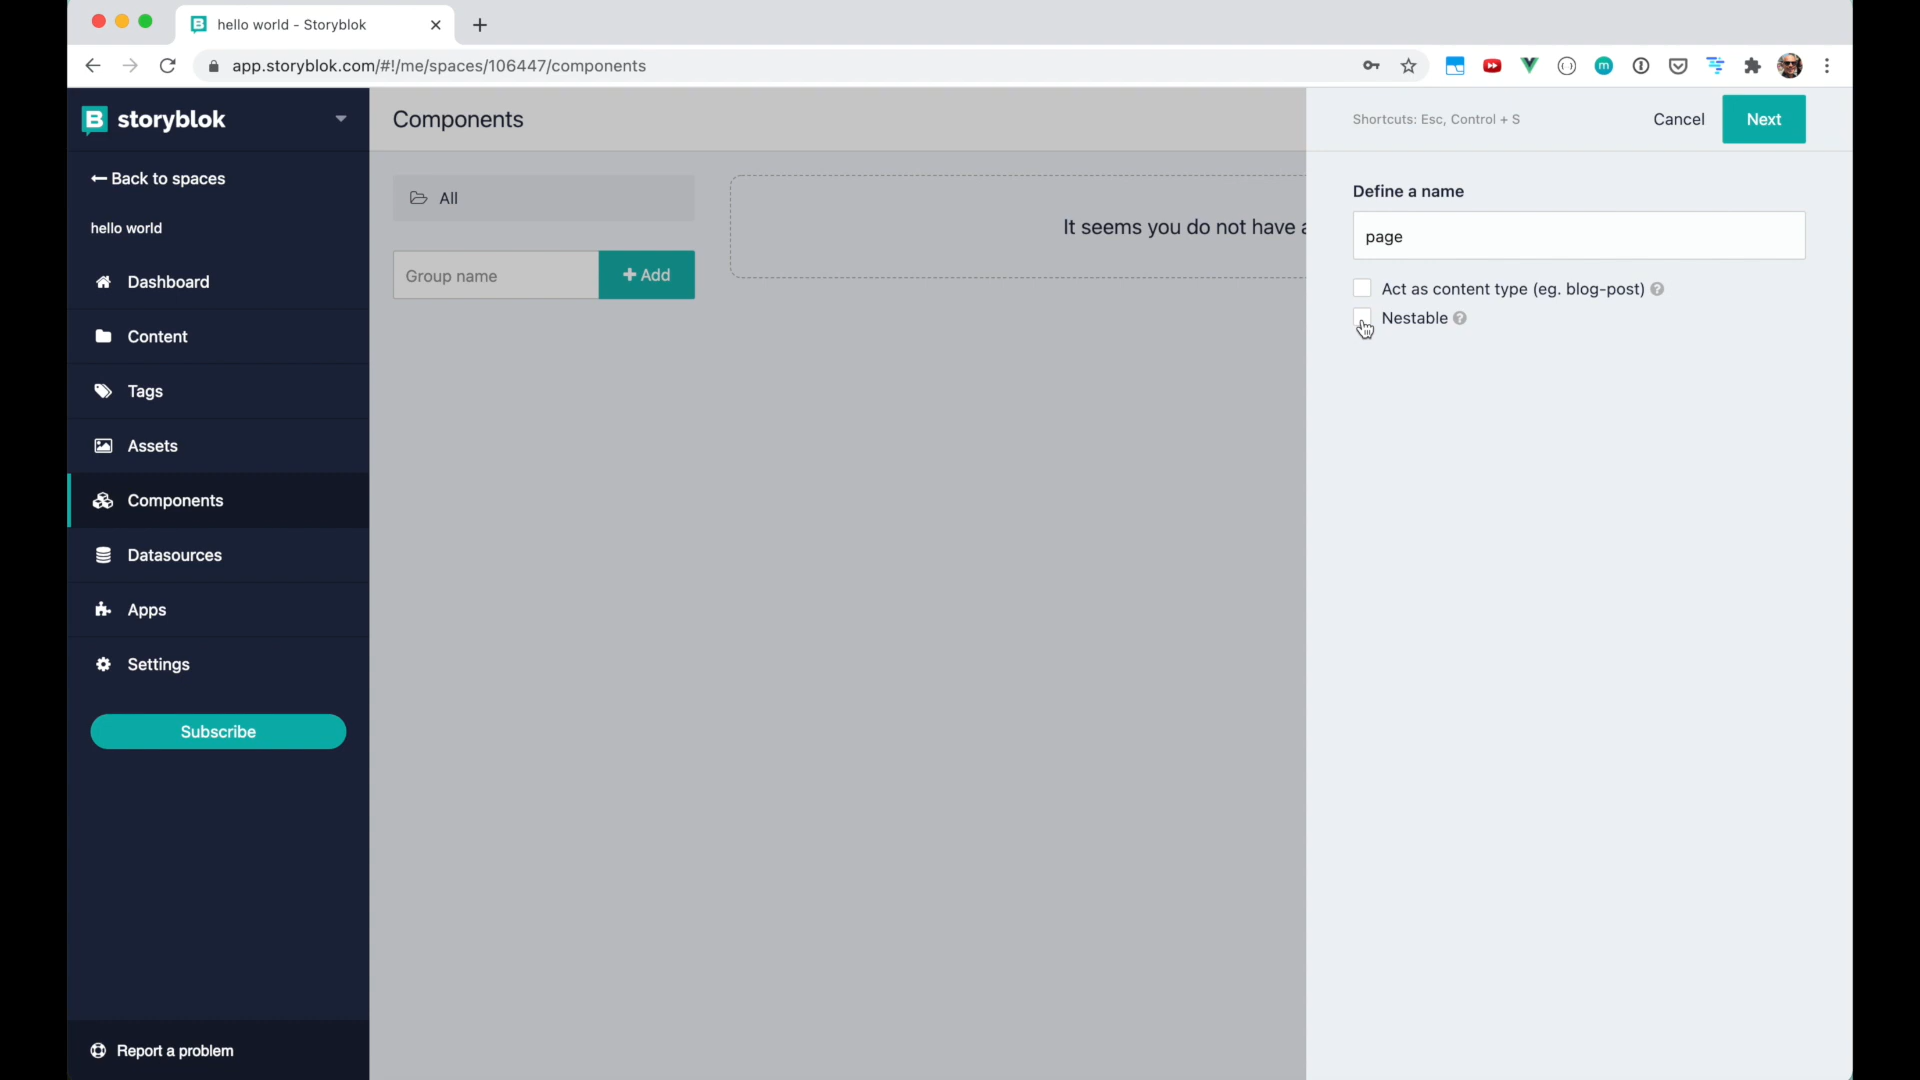 hello world - Storyblok
app.storyblok.com/#!/me/spaces/106447/components
storyblok
Back to spaces
hello world
Dashboard
Content
Tags
Assets
Components
Datasources
Apps
Settings
Subscribe
Report a problem
Components
All
Group name
+ Add
It seems you do not have a
Shortcuts: Esc, Control + S
Cancel
Next
Define a name
page
Act as content type (eg. blog-post)
Nestable